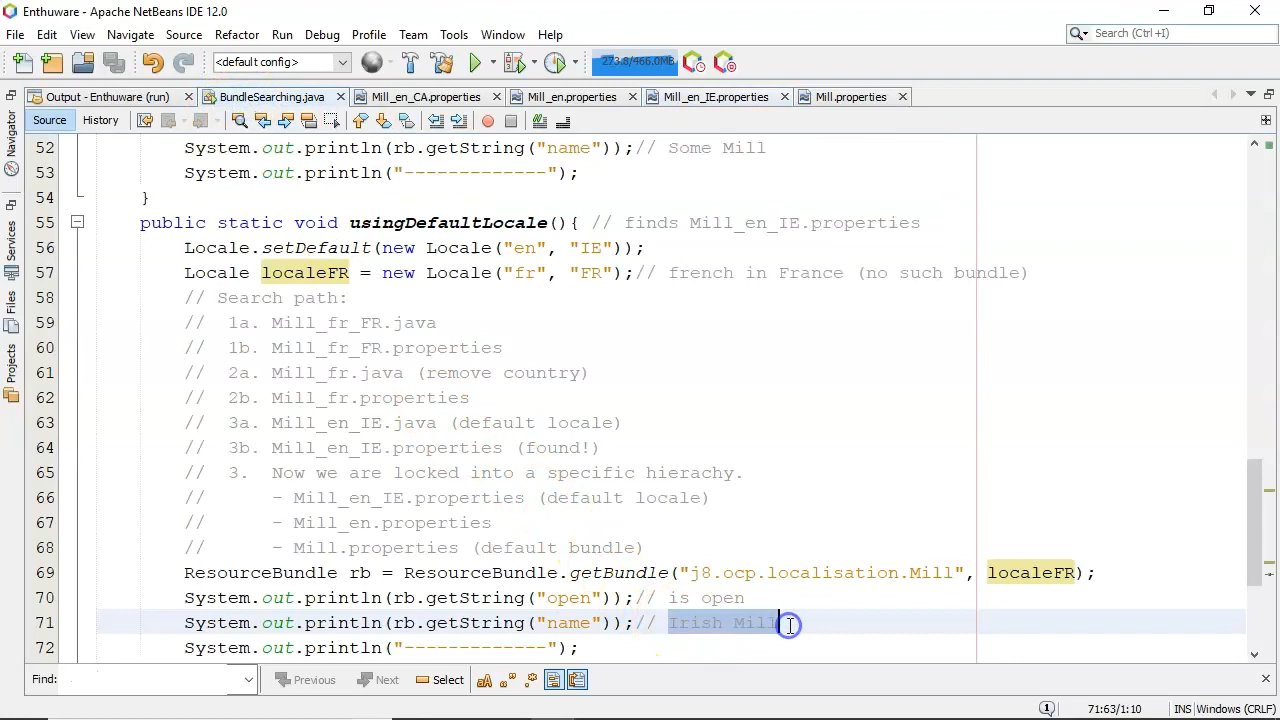 Enthuware - Apache NetBeans IDE 12.0
File Edit View Navigate Source Refactor Run Debug Profile Team Tools Window Help
Search (Ctrl +I)
<default config>
273.8/466.0MB
Output - Enthuware (run) BundleSearching.java Mill_en_CA.properties Mill_en.properties Mill_en_IE.properties Mill.properties
Source History
Navigator
Services
Files
Projects
52 System.out.println(rb.getString("name"));// Some Mill
53 System.out.println("-------------");
54 }
55 public static void usingDefaultLocale(){ // finds Mill_en_IE.properties
56 Locale.setDefault(new Locale("en", "IE"));
57 Locale localeFR = new Locale("fr", "FR");// french in France (no such bundle)
58 // Search path:
59 // 1a. Mill_fr_FR.java
60 // 1b. Mill_fr_FR.properties
61 // 2a. Mill_fr.java (remove country)
62 // 2b. Mill_fr.properties
63 // 3a. Mill_en_IE.java (default locale)
64 // 3b. Mill_en_IE.properties (found!)
65 // 3. Now we are locked into a specific hierachy.
66 // - Mill_en_IE.properties (default locale)
67 // - Mill_en.properties
68 // - Mill.properties (default bundle)
69 ResourceBundle rb = ResourceBundle.getBundle("j8.ocp.localisation.Mill", localeFR);
70 System.out.println(rb.getString("open"));// is open
71 System.out.println(rb.getString("name"));// Irish Mill
72 System.out.println("-------------");
Find: Previous Next Select
71:63/1:10 INS Windows (CRLF)